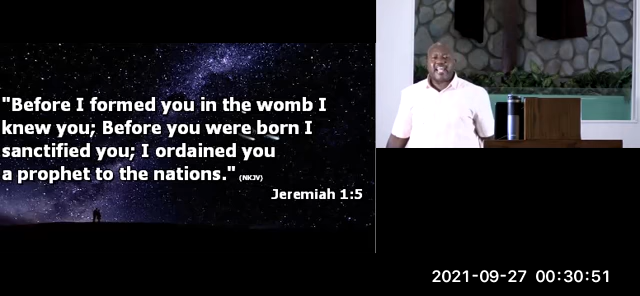 "Before I formed you in the womb I
knew you; Before you were born I
sanctified you; I ordained you
a prophet to the nations." (NKJV)
Jeremiah 1:5
2021-09-27 00:30:51